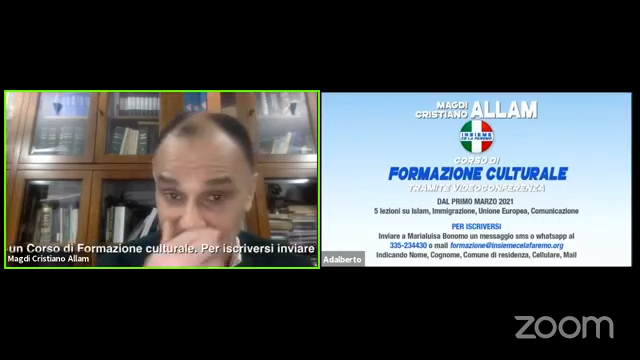 un Corso di Formazione culturale. Per iscriversi inviare
Magdi Cristiano Allam
MAGDI
CRISTIANO ALLAM
INSIEME
CE LA FAREMO
CORSO DI
FORMAZIONE CULTURALE
TRAMITE VIDEOCONFERENZA
DAL PRIMO MARZO 2021
5 lezioni su Islam, Immigrazione, Unione Europea, Comunicazione
PER ISCRIVERSI
Inviare a Marialuisa Bonomo un messaggio sms o whatsapp al
335-234430 o mail formazione@insiemecelafaremo.org
Indicando Nome, Cognome, Comune di residenza, Cellulare, Mail
Adalberto
zoom